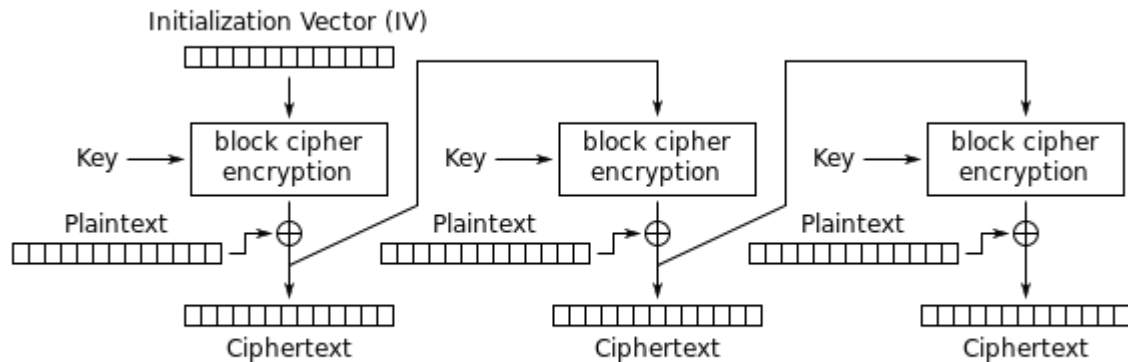 Initialization Vector (IV)
Key
block cipher
encryption
Plaintext
Ciphertext
Key
block cipher
encryption
Plaintext
Ciphertext
Key
block cipher
encryption
Plaintext
Ciphertext